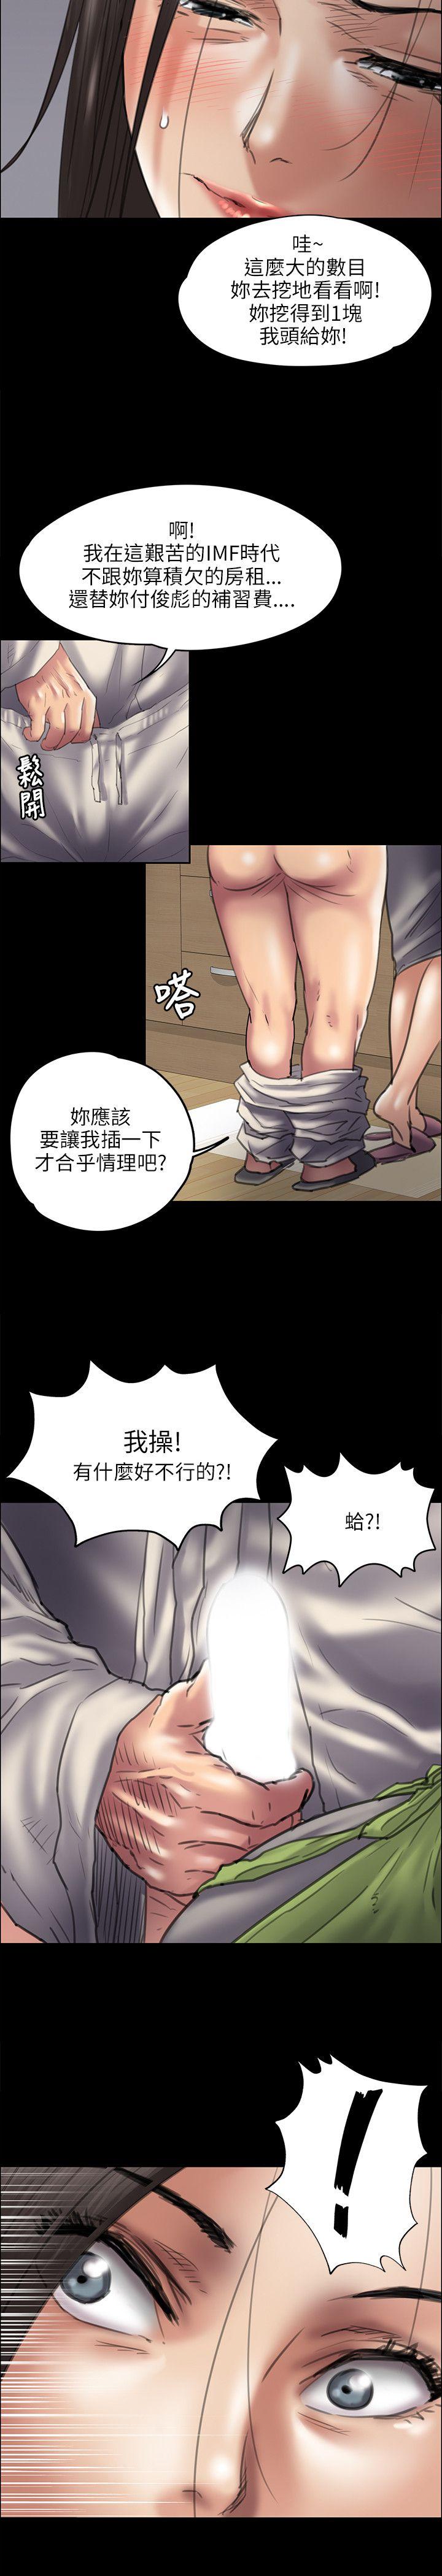 哇~
這麼大的數目
妳去挖地看看啊!
妳挖得到1塊
我頭給妳!
啊!
我在這艱苦的IMF時代
不跟妳算積欠的房租...
還替妳付俊彪的補習費....
鬆開
嗒
妳應該
要讓我插一下
才合乎情理吧?
我操!
有什麼好不行的?!
蛤?!
!